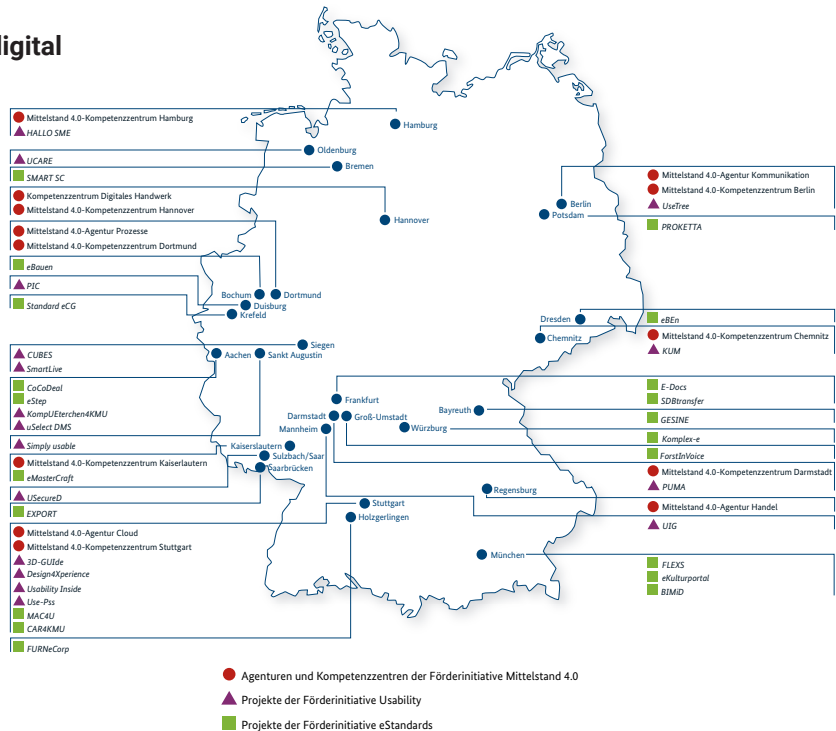 digital
Mittelstand 4.0-Kompetenzzentrum Hamburg
HALLO SME
UCARE
SMART SC
Kompetenzzentrum Digitales Handwerk
Mittelstand 4.0-Kompetenzzentrum Hannover
Mittelstand 4.0-Agentur Prozesse
Mittelstand 4.0-Kompetenzzentrum Dortmund
eBauen
PIC
Standard eCG
CUBES
SmartLive
CoCoDeal
eStep
KompUEterchen4KMU
uSelect DMS
Simply usable
Mittelstand 4.0-Kompetenzzentrum Kaiserlautern
eMasterCraft
USecureD
EXPORT
Mittelstand 4.0-Agentur Cloud
Mittelstand 4.0-Kompetenzzentrum Stuttgart
3D-GUIde
Design4Xperience
Usability Inside
Use-Pss
MAC4U
CAR4KMU
FURNeCorp
Hamburg
Oldenburg
Bremen
Hannover
Berlin
Potsdam
Bochum
Dortmund
Duisburg
Krefeld
Siegen
Aachen
Sankt Augustin
Dresden
Chemnitz
Frankfurt
Darmstadt
Groß-Umstadt
Mannheim
Bayreuth
Würzburg
Kaiserslautern
Sulzbach/Saar
Saarbrücken
Stuttgart
Holzgerlingen
Regensburg
München
Mittelstand 4.0-Agentur Kommunikation
Mittelstand 4.0-Kompetenzzentrum Berlin
UseTree
PROKETTA
eBEn
Mittelstand 4.0-Kompetenzzentrum Chemnitz
KUM
E-Docs
SDBtransfer
GESINE
Komplex-e
ForstInVoice
Mittelstand 4.0-Kompetenzzentrum Darmstadt
PUMA
Mittelstand 4.0-Agentur Handel
UIG
FLEXS
eKulturportal
BIMiD
Agenturen und Kompetenzzentren der Förderinitiative Mittelstand 4.0
Projekte der Förderinitiative Usability
Projekte der Förderinitiative eStandards